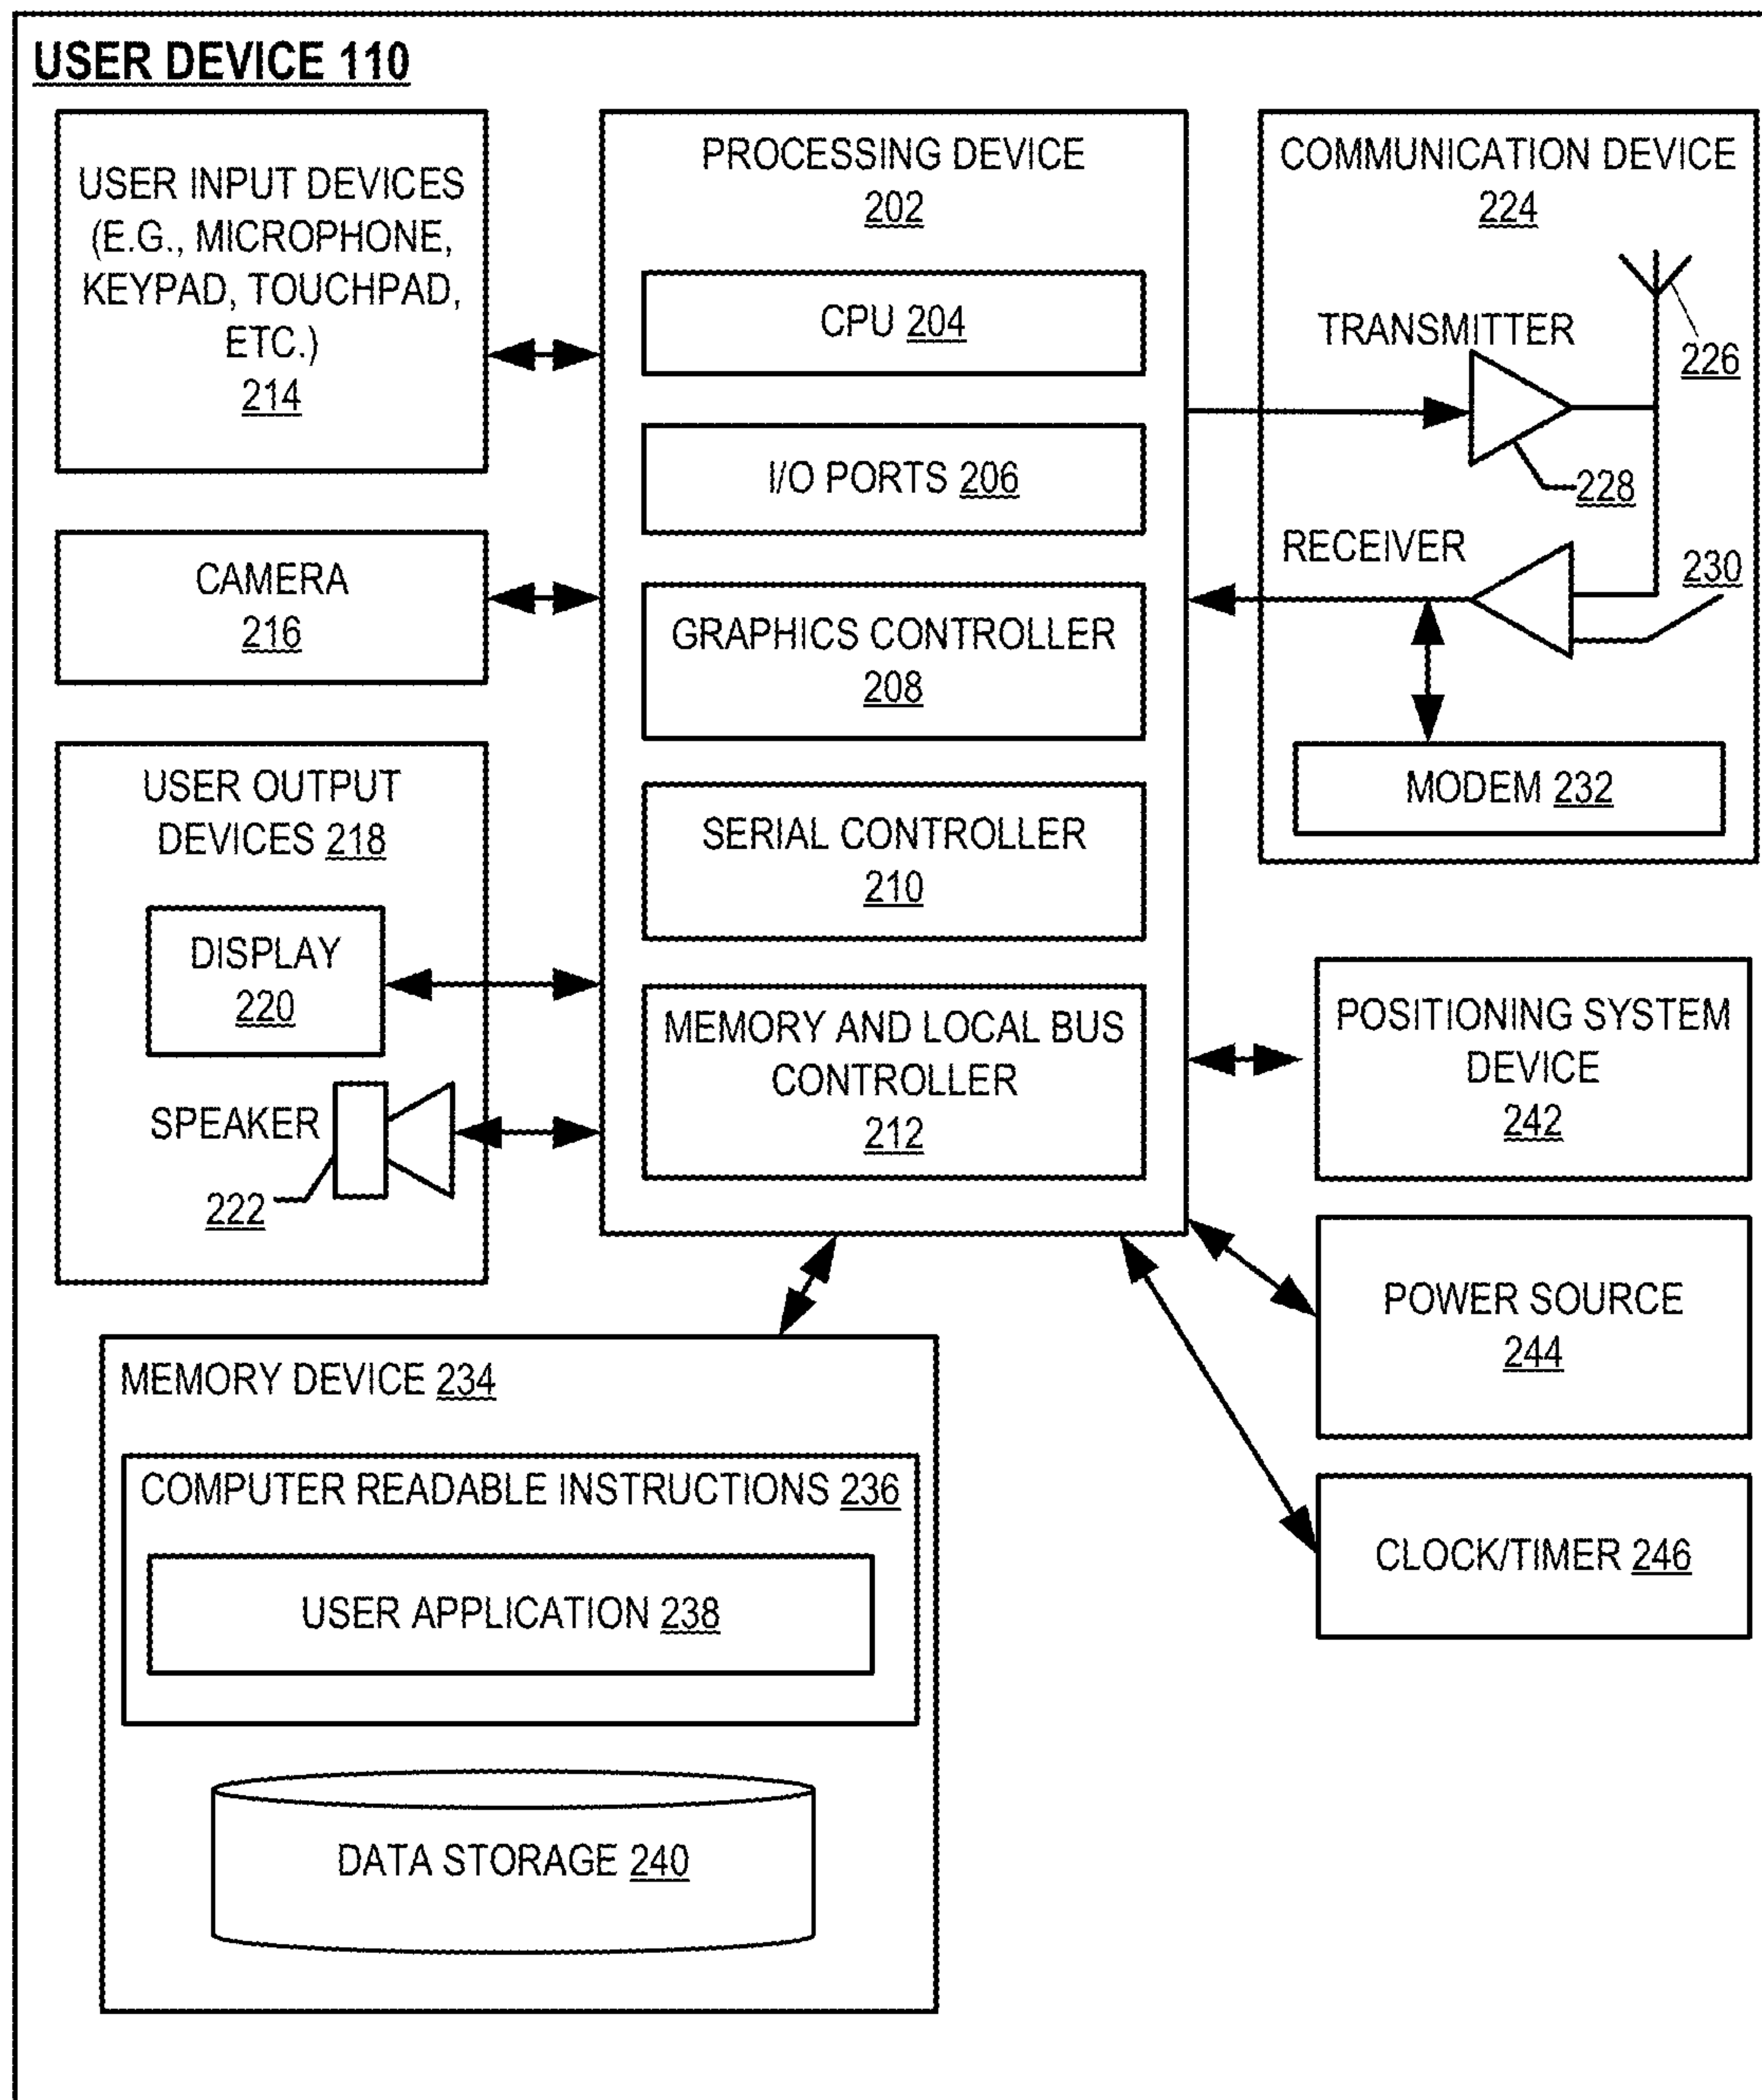 USER DEVICE 110
USER INPUT DEVICES
(E.G., MICROPHONE,
KEYPAD, TOUCHPAD,
ETC.)
214
CAMERA
216
USER OUTPUT
DEVICES 218
DISPLAY
220
SPEAKER
222
PROCESSING DEVICE
202
CPU 204
I/O PORTS 206
GRAPHICS CONTROLLER
208
SERIAL CONTROLLER
210
MEMORY AND LOCAL BUS
CONTROLLER
212
COMMUNICATION DEVICE
224
TRANSMITTER
226
228
RECEIVER
230
MODEM 232
POSITIONING SYSTEM
DEVICE
242
POWER SOURCE
244
CLOCK/TIMER 246
MEMORY DEVICE 234
COMPUTER READABLE INSTRUCTIONS 236
USER APPLICATION 238
DATA STORAGE 240